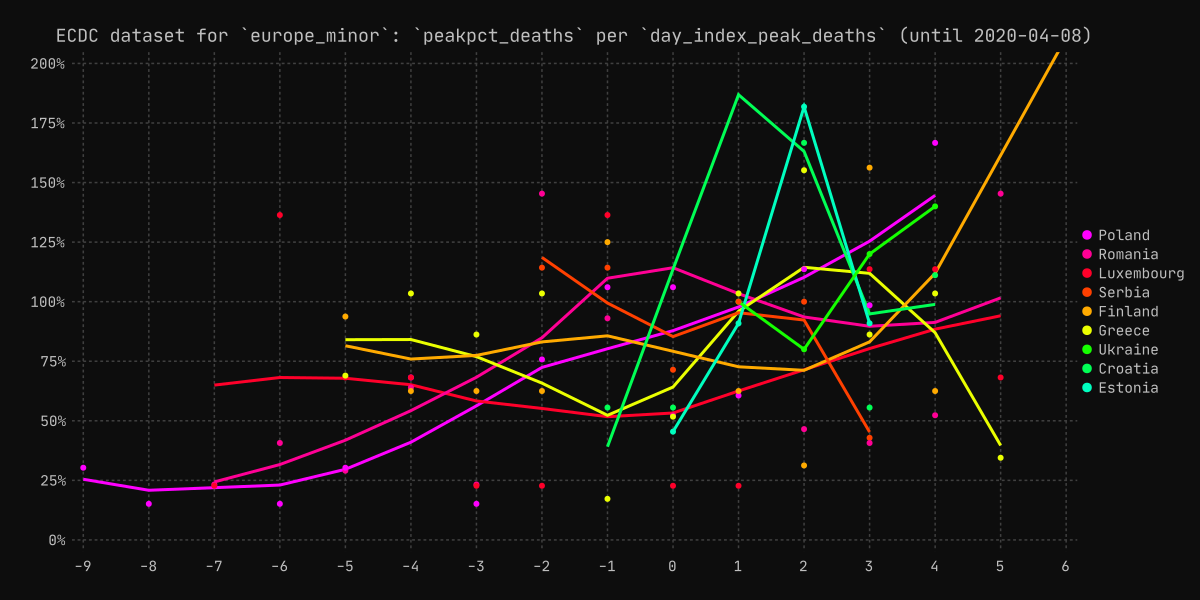 ECDC dataset for `europe_minor`: `peakpct_deaths` per `day_index_peak_deaths` (until 2020-04-08)
200%
175%
150%
125%
100%
75%
50%
25%
0%
-9 -8 -7 -6 -5 -4 -3 -2 -1 0 1 2 3 4 5 6
Poland
Romania
Luxembourg
Serbia
Finland
Greece
Ukraine
Croatia
Estonia